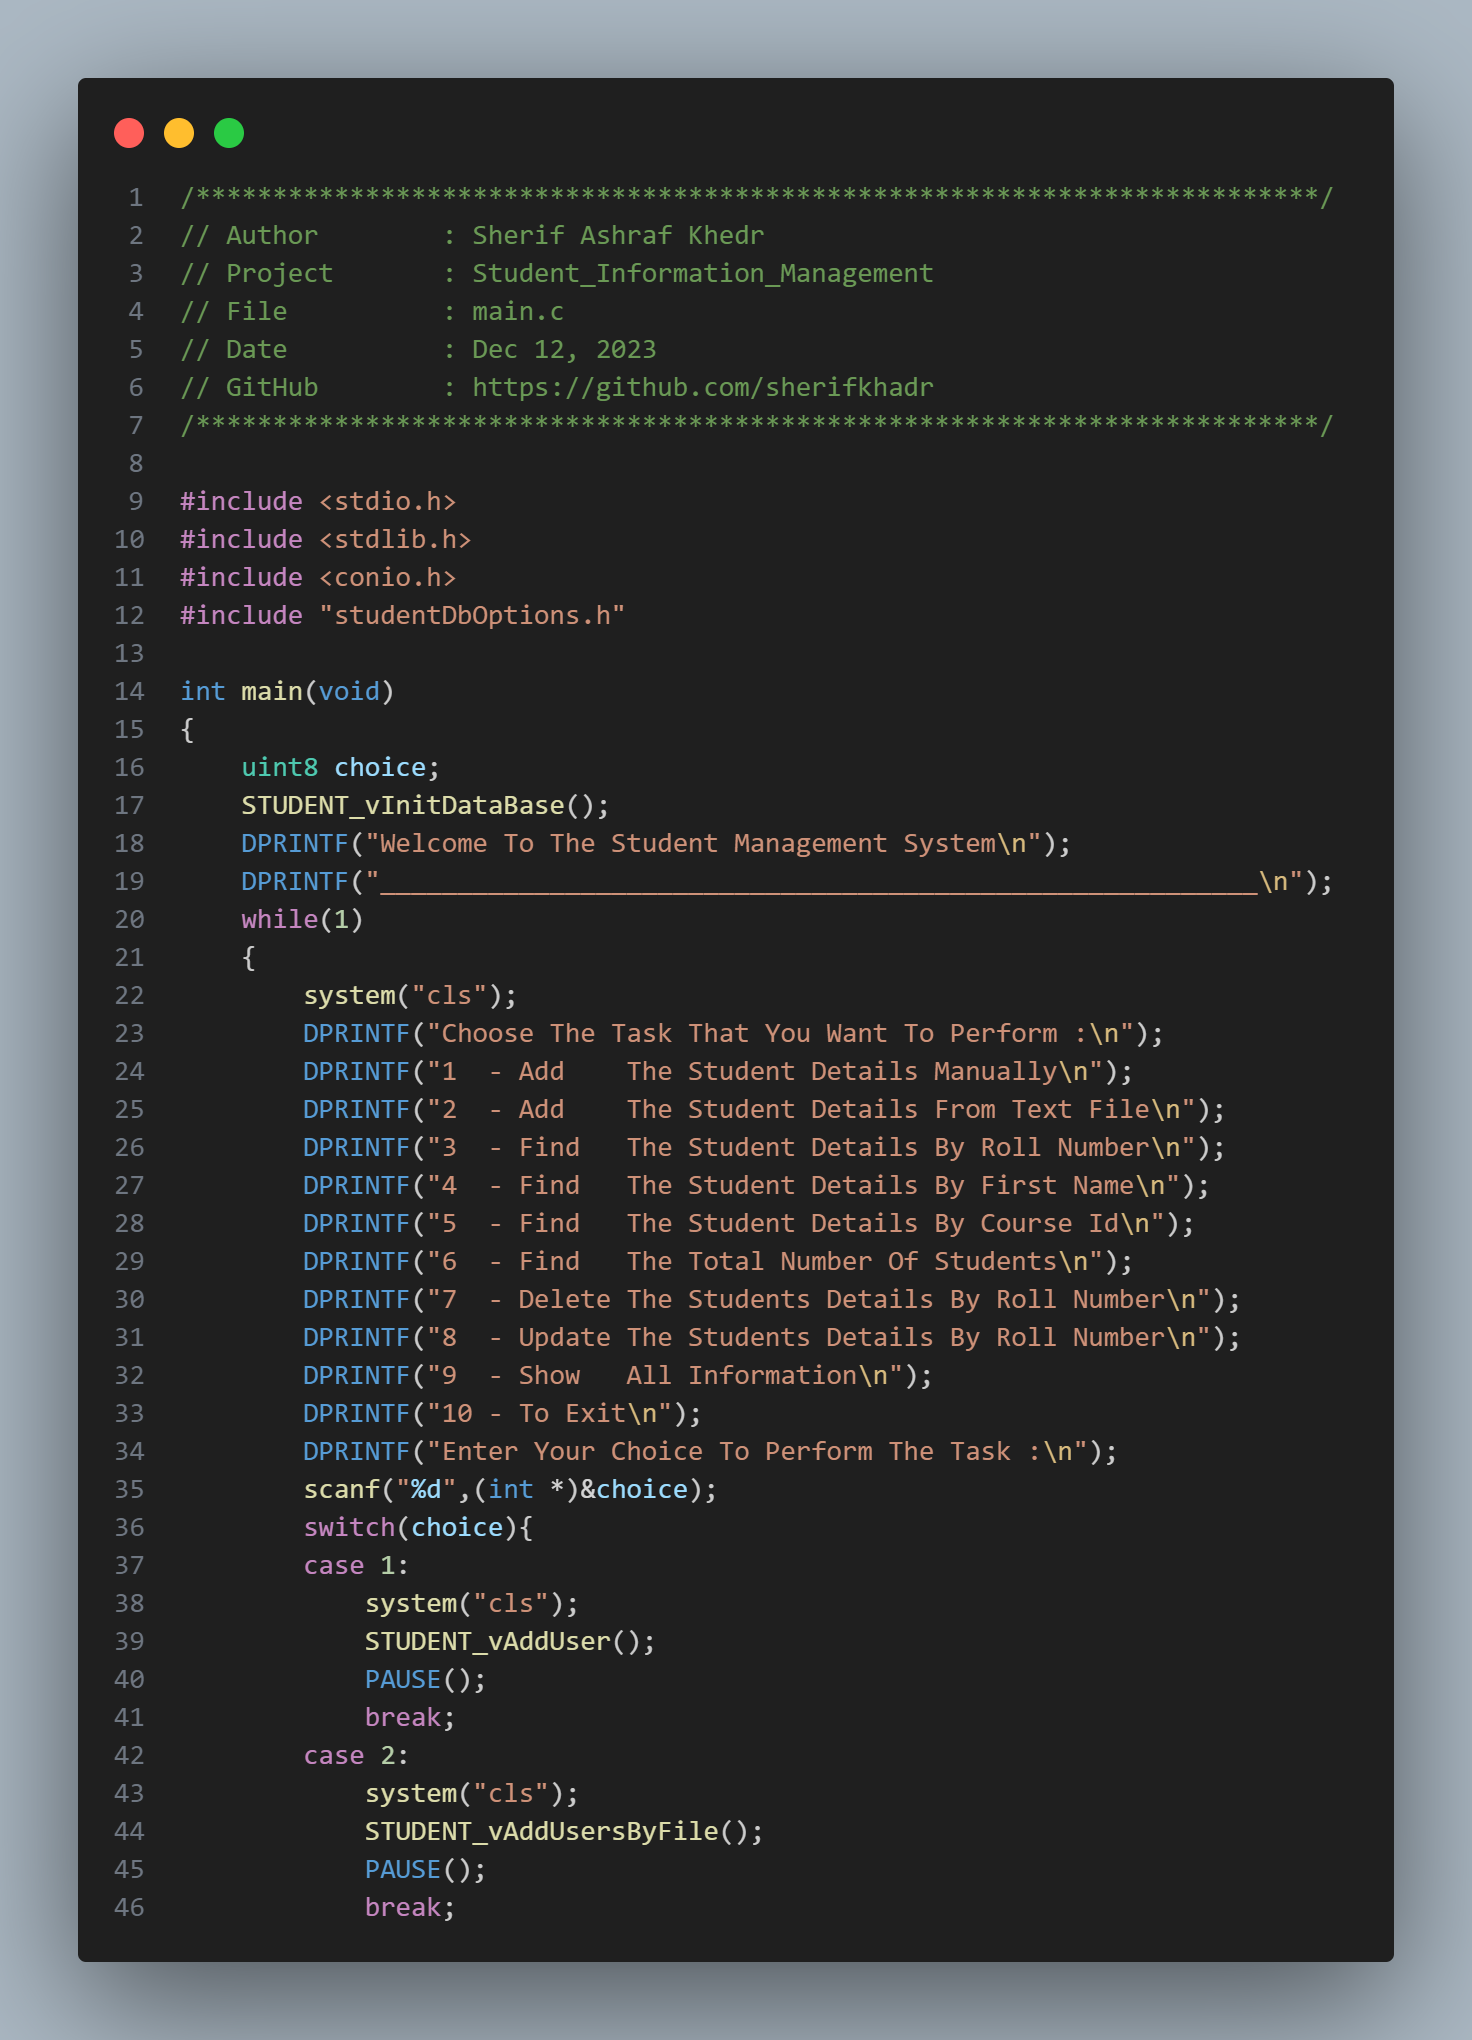 1 /*************************************************************************/
2 // Author        : Sherif Ashraf Khedr
3 // Project       : Student_Information_Management
4 // File          : main.c
5 // Date          : Dec 12, 2023
6 // GitHub        : https://github.com/sherifkhadr
7 /*************************************************************************/
8
9 #include <stdio.h>
10 #include <stdlib.h>
11 #include <conio.h>
12 #include "studentDbOptions.h"
13
14 int main(void)
15 {
16     uint8 choice;
17     STUDENT_vInitDataBase();
18     DPRINTF("Welcome To The Student Management System\n");
19     DPRINTF("_________________________________________________________\n");
20     while(1)
21     {
22         system("cls");
23         DPRINTF("Choose The Task That You Want To Perform :\n");
24         DPRINTF("1  - Add    The Student Details Manually\n");
25         DPRINTF("2  - Add    The Student Details From Text File\n");
26         DPRINTF("3  - Find   The Student Details By Roll Number\n");
27         DPRINTF("4  - Find   The Student Details By First Name\n");
28         DPRINTF("5  - Find   The Student Details By Course Id\n");
29         DPRINTF("6  - Find   The Total Number Of Students\n");
30         DPRINTF("7  - Delete The Students Details By Roll Number\n");
31         DPRINTF("8  - Update The Students Details By Roll Number\n");
32         DPRINTF("9  - Show   All Information\n");
33         DPRINTF("10 - To Exit\n");
34         DPRINTF("Enter Your Choice To Perform The Task :\n");
35         scanf("%d",(int *)&choice);
36         switch(choice){
37         case 1:
38             system("cls");
39             STUDENT_vAddUser();
40             PAUSE();
41             break;
42         case 2:
43             system("cls");
44             STUDENT_vAddUsersByFile();
45             PAUSE();
46             break;